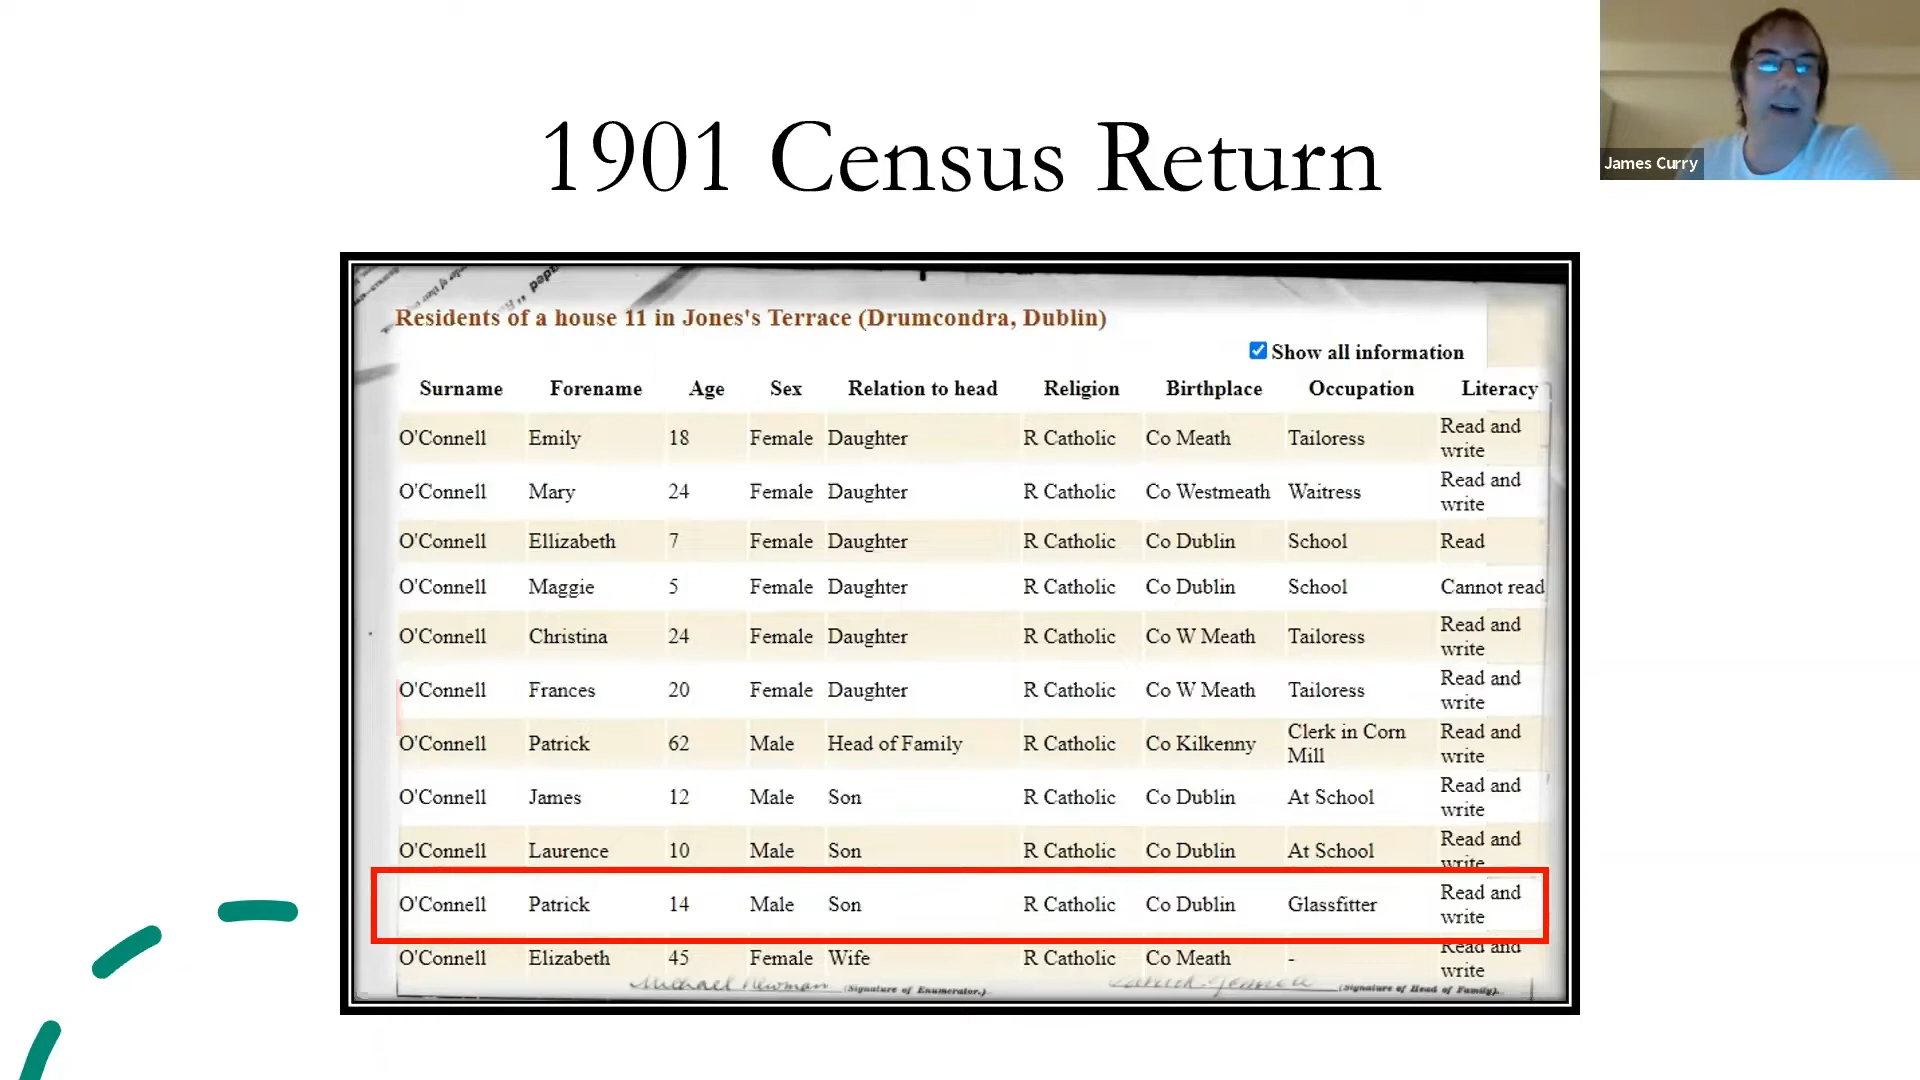 1901 Census Return
James Curry
Residents of a house 11 in Jones's Terrace (Drumcondra, Dublin)
Show all information
Surname Forename Age Sex Relation to head Religion Birthplace Occupation Literacy
O'Connell Emily 18 Female Daughter R Catholic Co Meath Tailoress Read and
write
O'Connell Mary 24 Female Daughter R Catholic Co Westmeath Waitress Read and
write
O'Connell Ellizabeth 7 Female Daughter R Catholic Co Dublin School Read
O'Connell Maggie 5 Female Daughter R Catholic Co Dublin School Cannot read
O'Connell Christina 24 Female Daughter R Catholic Co W Meath Tailoress Read and
write
O'Connell Frances 20 Female Daughter R Catholic Co W Meath Tailoress Read and
write
O'Connell Patrick 62 Male Head of Family R Catholic Co Kilkenny Clerk in Corn Read and
Mill write
O'Connell James 12 Male Son R Catholic Co Dublin At School Read and
write
O'Connell Laurence 10 Male Son R Catholic Co Dublin At School Read and
write
O'Connell Patrick 14 Male Son R Catholic Co Dublin Glassfitter Read and
write
O'Connell Elizabeth 45 Female Wife R Catholic Co Meath - Read and
write
Michael Newman (Signature of Enumerator.) (Signature of Head of Family).